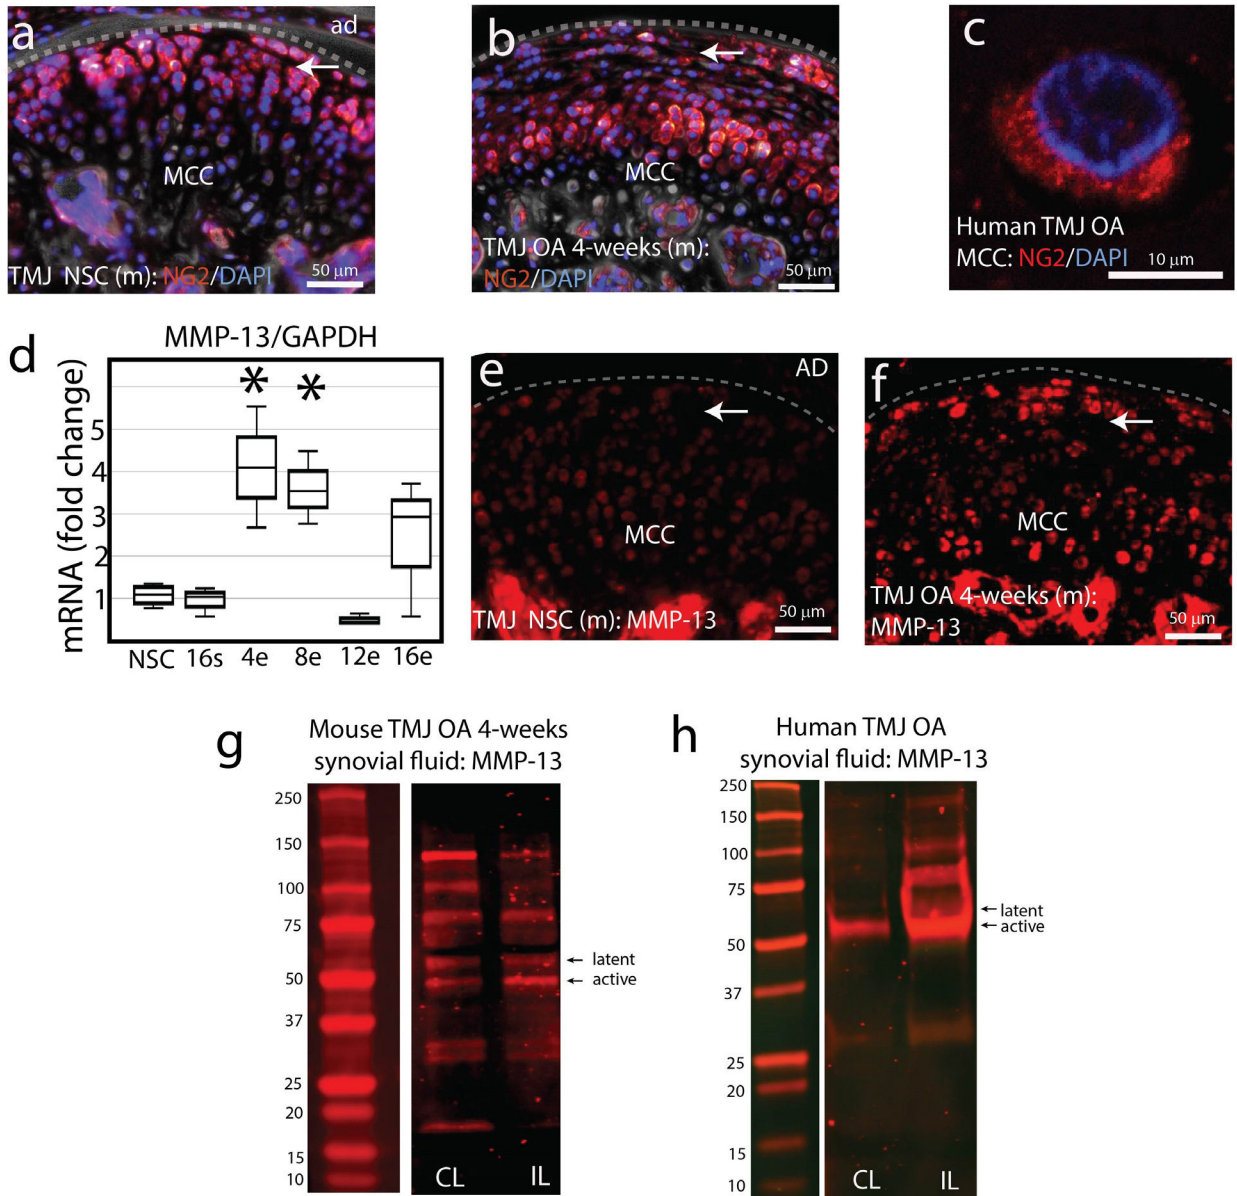 a
ad
MCC
TMJ NSC (m): NG2/DAPI
50 μm
b
MCC
TMJ OA 4-weeks (m):
NG2/DAPI
50 μm
c
Human TMJ OA
MCC: NG2/DAPI
10 μm
d
MMP-13/GAPDH
mRNA (fold change)
5
4
3
2
1
* *
NSC 16s 4e 8e 12e 16e
e
AD
MCC
TMJ NSC (m): MMP-13
50 μm
f
MCC
TMJ OA 4-weeks (m):
MMP-13
50 μm
g
Mouse TMJ OA 4-weeks
synovial fluid: MMP-13
250
150
100
75
50
37
25
20
15
10
latent
active
CL IL
h
Human TMJ OA
synovial fluid: MMP-13
250
150
100
75
50
37
25
20
15
10
latent
active
CL IL